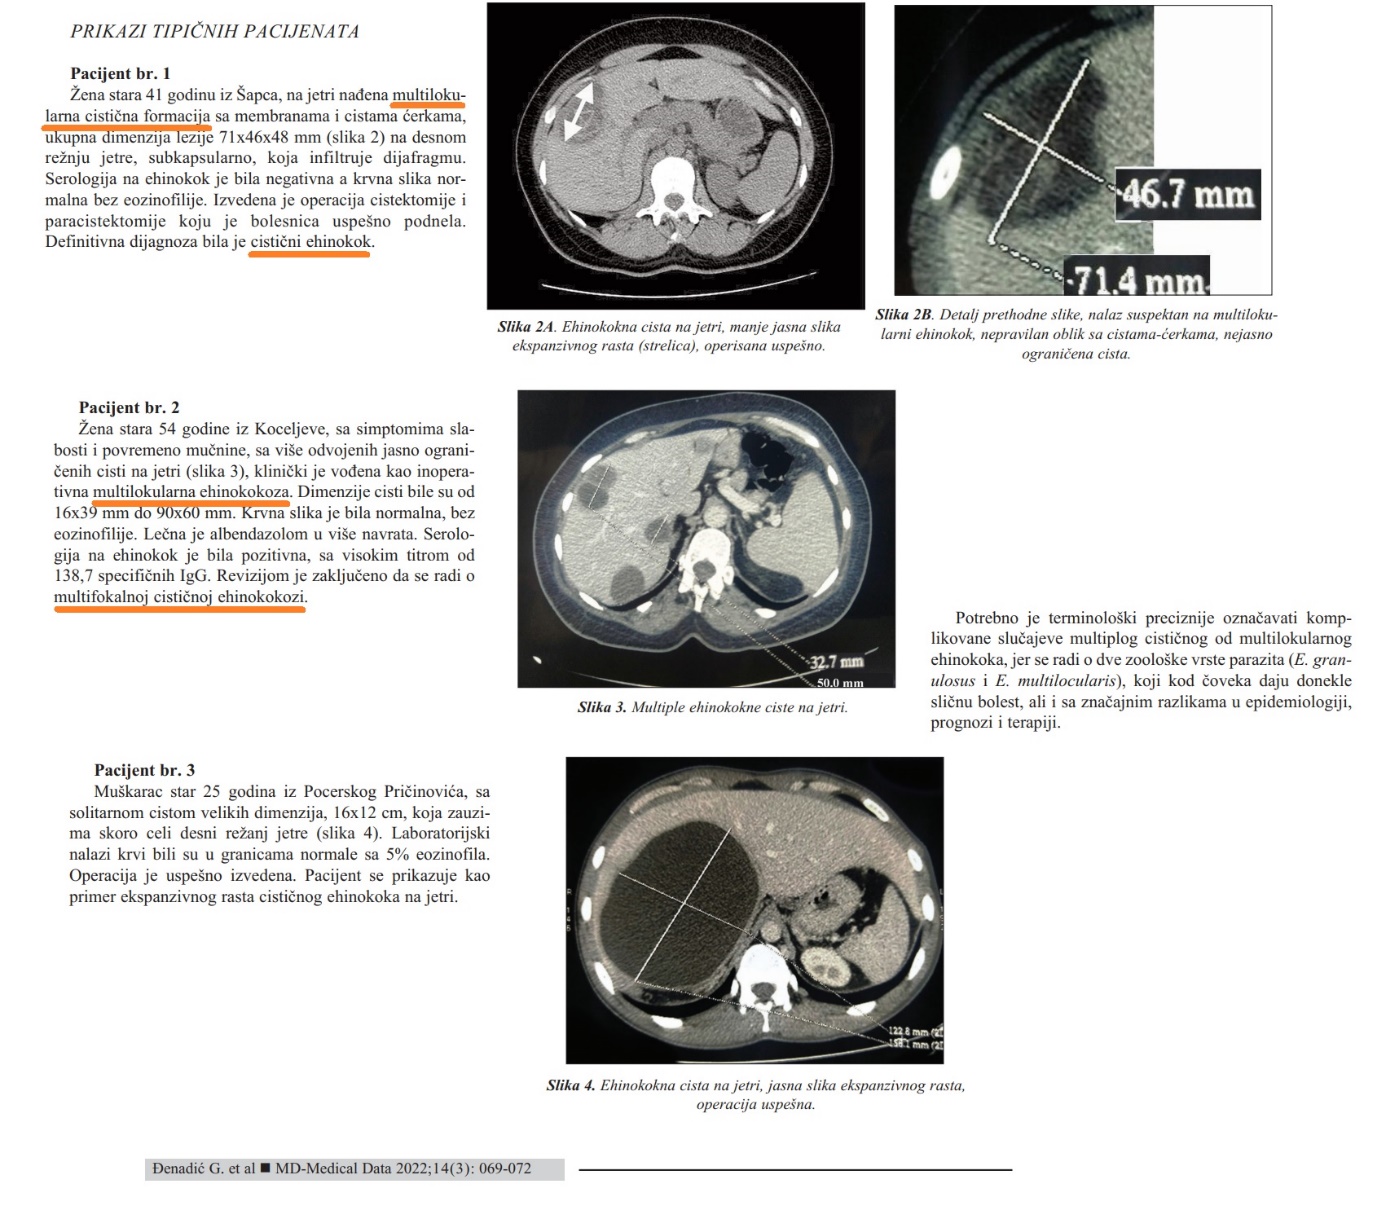 PRIKAZI TIPIČNIH PACIJENATA
Pacijent br. 1
Žena stara 41 godinu iz Šapca, na jetri nađena multiloku-
larna cistična formacija sa membranama i cistama ćerkama,
ukupna dimenzija lezije 71x46x48 mm (slika 2) na desnom
režnju jetre, subkapsularno, koja infiltruje dijafragmu.
Serologija na ehinokok je bila negativna a krvna slika nor-
malna bez eozinofilije. Izvedena je operacija cistektomije i
paracistektomije koju je bolesnica uspešno podnela.
Definitivna dijagnoza bila je cistični ehinokok.
Slika 2A. Ehinokokna cista na jetri, manje jasna slika
ekspanzivnog rasta (strelica), operisana uspešno.
46.7 mm
71.4 mm
Slika 2B. Detalj prethodne slike, nalaz suspektan na multiloku-
larni ehinokok, nepravilan oblik sa cistama-ćerkama, nejasno
ograničena cista.
Pacijent br. 2
Žena stara 54 godine iz Koceljeve, sa simptomima sla-
bosti i povremeno mučnine, sa više odvojenih jasno ograni-
čenih cisti na jetri (slika 3), klinički je vođena kao inopera-
tivna multilokularna ehinokokoza. Dimenzije cisti bile su od
16x39 mm do 90x60 mm. Krvna slika je bila normalna, bez
eozinofilije. Lečna je albendazolom u više navrata. Serolo-
gija na ehinokok je bila pozitivna, sa visokim titrom od
138,7 specifičnih IgG. Revizijom je zaključeno da se radi o
multifokalnoj cističnoj ehinokokozi.
32.7 mm
50.0 mm
Slika 3. Multiple ehinokokne ciste na jetri.
Potrebno je terminološki preciznije označavati komp-
likovane slučajeve multiplog cističnog od multilokularnog
ehinokoka, jer se radi o dve zoološke vrste parazita (E. gran-
ulosus i E. multilocularis), koji kod čoveka daju donekle
sličnu bolest, ali i sa značajnim razlikama u epidemiologiji,
prognozi i terapiji.
Pacijent br. 3
Muškarac star 25 godina iz Pocerskog Pričinovića, sa
solitarnom cistom velikih dimenzija, 16x12 cm, koja zauzi-
ma skoro celi desni režanj jetre (slika 4). Laboratorijski
nalazi krvi bili su u granicama normale sa 5% eozinofila.
Operacija je uspešno izvedena. Pacijent se prikazuje kao
primer ekspanzivnog rasta cističnog ehinokoka na jetri.
122.8 mm (2D
158.1 mm (2D
Slika 4. Ehinokokna cista na jetri, jasna slika ekspanzivnog rasta,
operacija uspešna.
Đenadić G. et al ■ MD-Medical Data 2022;14(3): 069-072